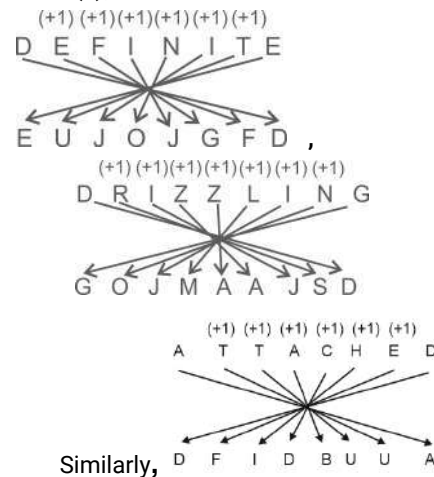 (+1) (+1)(+1)(+1)(+1)(+1)
D E F I N I T E
E U J O J G F D ,
(+1)(+1)(+1)(+1)(+1)(+1)(+1)
D R I Z Z L I N G
G O J M A A J S D
(+1) (+1) (+1) (+1) (+1) (+1)
A T T A C H E D
Similarly, D F I D B U U A